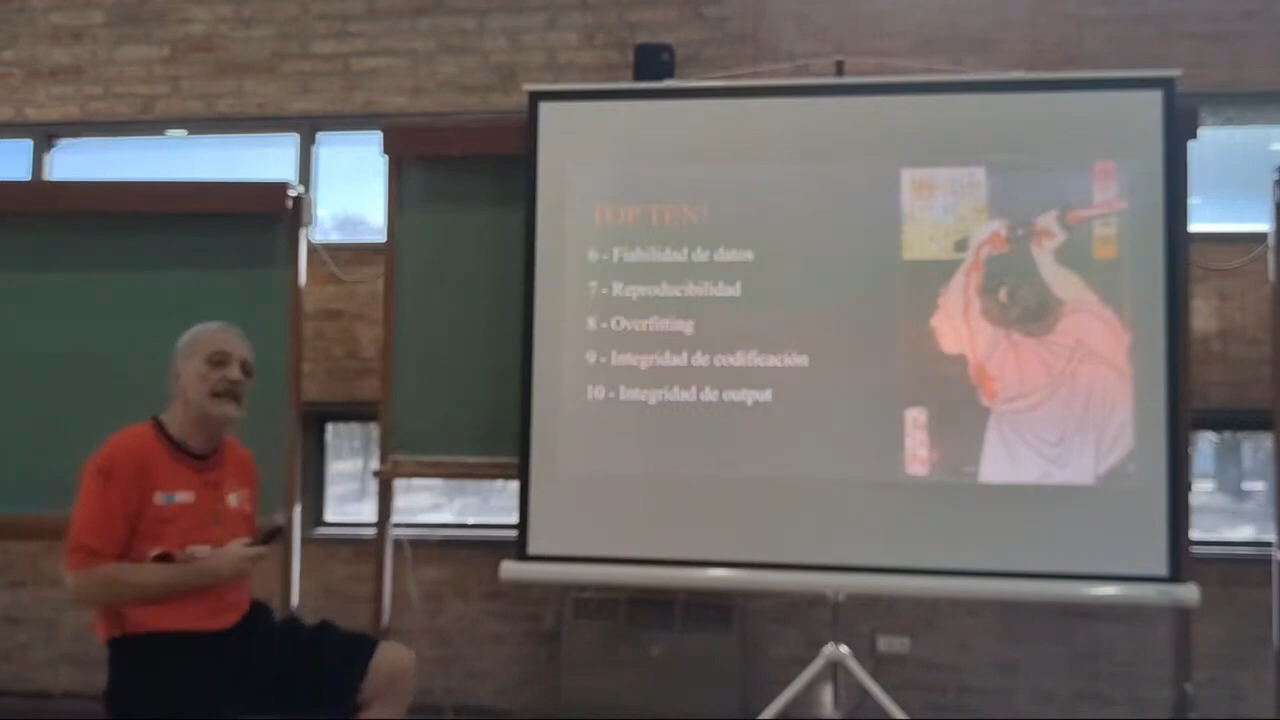 TOP TEN!
6 - Fiabilidad de datos
7 - Reproducibilidad
8 - Overfitting
9 - Integridad de codificación
10 - Integridad de output